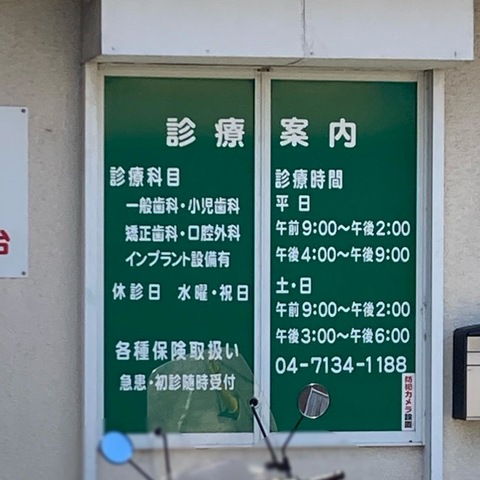 診療案内
診療科目
一般歯科・小児歯科
矯正歯科・口腔外科
インプラント設備有
休診日 水曜・祝日
各種保険取扱い
急患・初診随時受付
診療時間
平日
午前9:00〜午後2:00
午後4:00〜午後9:00
土・日
午前9:00〜午後2:00
午後3:00〜午後6:00
04-7134-1188
防犯カメラ設置
台